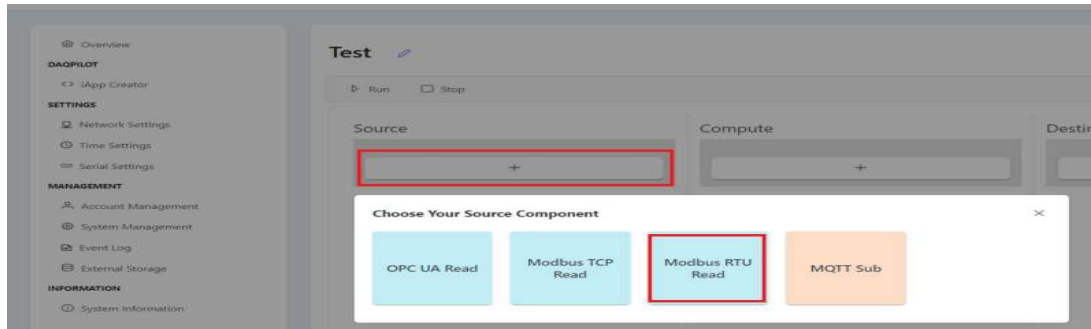 Overview
DAQPILOT
<> iApp Creator
SETTINGS
Network Settings
Time Settings
Serial Settings
MANAGEMENT
Account Management
System Management
Event Log
External Storage
INFORMATION
System Information
Test
Run Stop
Source Compute Destin
+ +
Choose Your Source Component ×
OPC UA Read
Modbus TCP
Read
Modbus RTU
Read
MQTT Sub